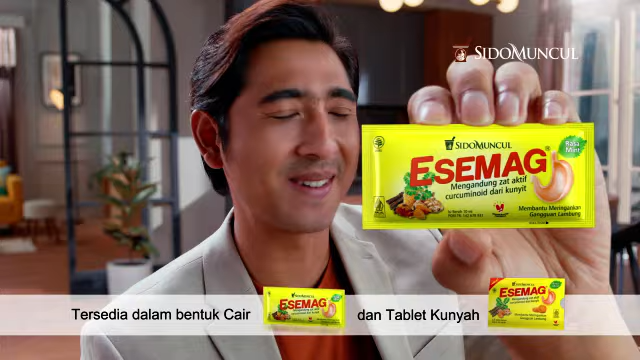 SIDOMUNCUL
SIDOMUNCUL
ESEMAG
Rasa
Mint
Mengandung zat aktif
curcuminoid dari kunyit
Membantu Meringankan
Gangguan Lambung
Tersedia dalam bentuk Cair
ESEMAG
dan Tablet Kunyah
ESEMAG